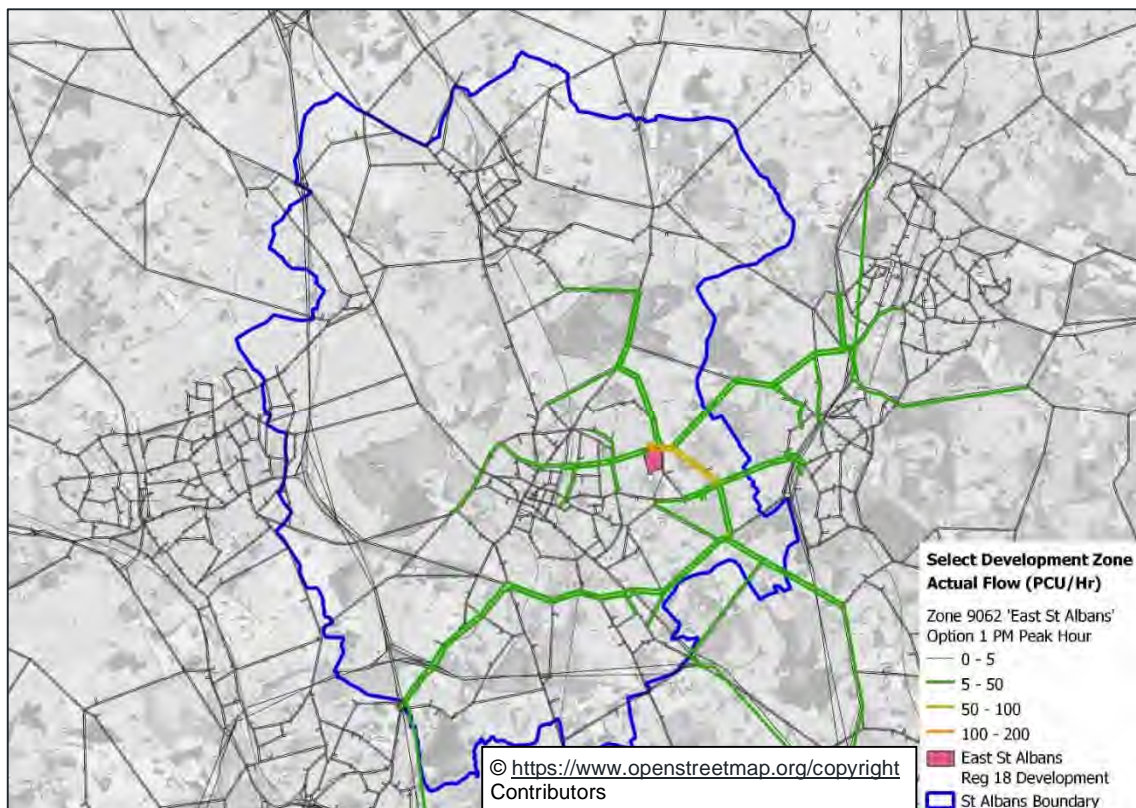 Select Development Zone
Actual Flow (PCU/Hr)
Zone 9062 'East St Albans'
Option 1 PM Peak Hour
0 - 5
5 - 50
50 - 100
100 - 200
East St Albans
Reg 18 Development
St Albans Boundary
© https://www.openstreetmap.org/copyright
Contributors